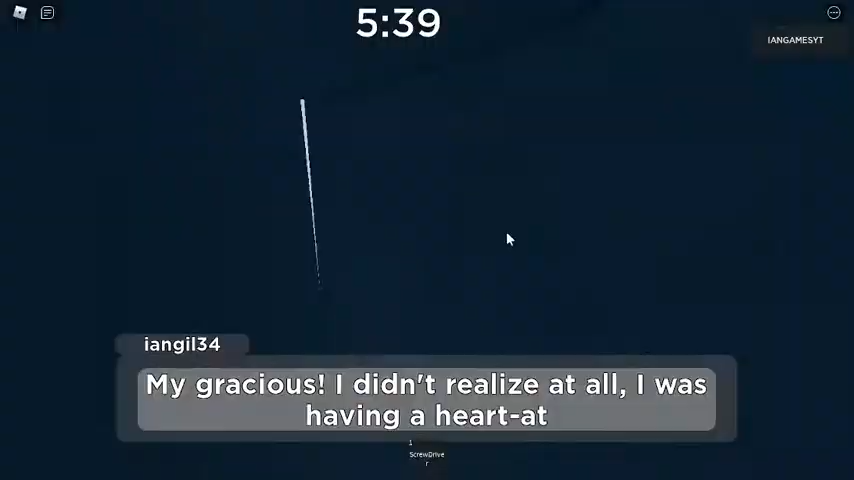 5:39
IANGAMESYT
iangil34
My gracious! I didn't realize at all, I was
having a heart-at
1
ScrewDrive
r